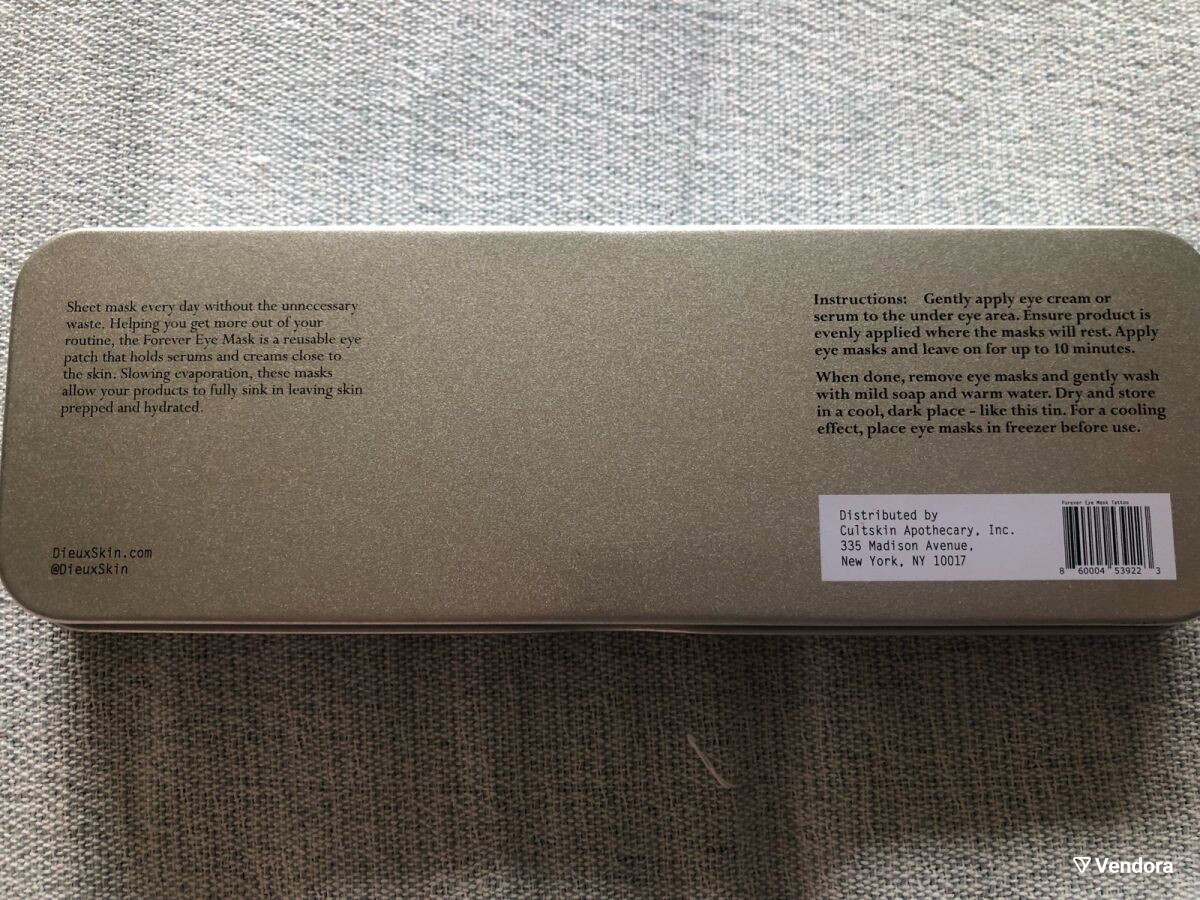 Sheet mask every day without the unnecessary
waste. Helping you get more out of your
routine, the Forever Eye Mask is a reusable eye
patch that holds serums and creams close to
the skin. Slowing evaporation, these masks
allow your products to fully sink in leaving skin
prepped and hydrated.
DieuxSkin.com
@DieuxSkin
Instructions: Gently apply eye cream or
serum to the under eye area. Ensure product is
evenly applied where the masks will rest. Apply
eye masks and leave on for up to 10 minutes.
When done, remove eye masks and gently wash
with mild soap and warm water. Dry and store
in a cool, dark place - like this tin. For a cooling
effect, place eye masks in freezer before use.
Distributed by
Cultskin Apothecary, Inc.
335 Madison Avenue,
New York, NY 10017
Forever Eye Mask Tattoo
8 60004 53922 3
Vendora